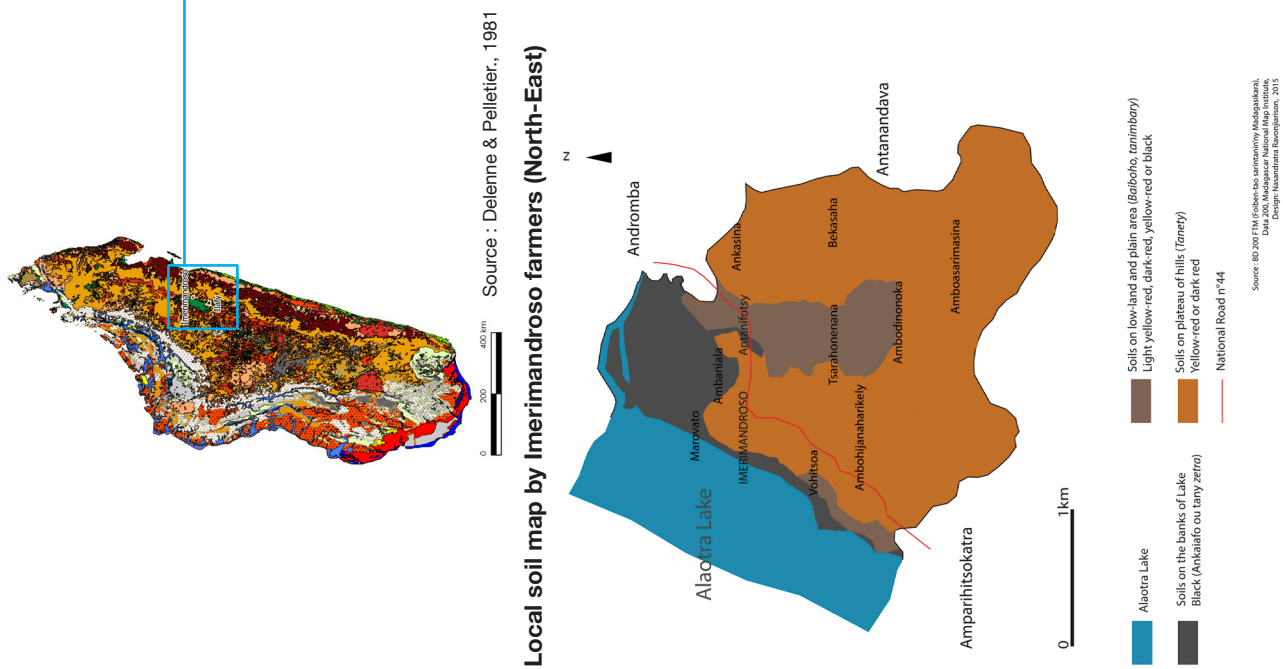 Imerimandroso
Ilafy
0 200 400 km
Source : Delenne & Pelletier., 1981
Local soil map by Imerimandroso farmers (North-East)
N
Andromba
Antanandava
Ankasina
Bekasaha
Amboasarimasina
Antanifotsy
Tsarahonenana
Ambodinonoka
Ambaniala
Marovato
IMERIMANDROSO
Vohitsoa
Ambohijanaharikely
Alaotra Lake
Amparihitsokatra
0 1km
Alaotra Lake
Soils on the banks of Lake
Black (Ankaiafo ou tany zetra)
Soils on low-land and plain area (Baiboho, tanimbary)
Light yellow-red, dark-red, yellow-red or black
Soils on plateau of hills (Tanety)
Yellow-red or dark red
National Road n°44
Source : BD 200 FTM (Foiben-tao sarintanin'ny Madagasikara),
Data 200, Madagascar National Map Institute,
Design: Nasandratra Ravonjiarison, 2015